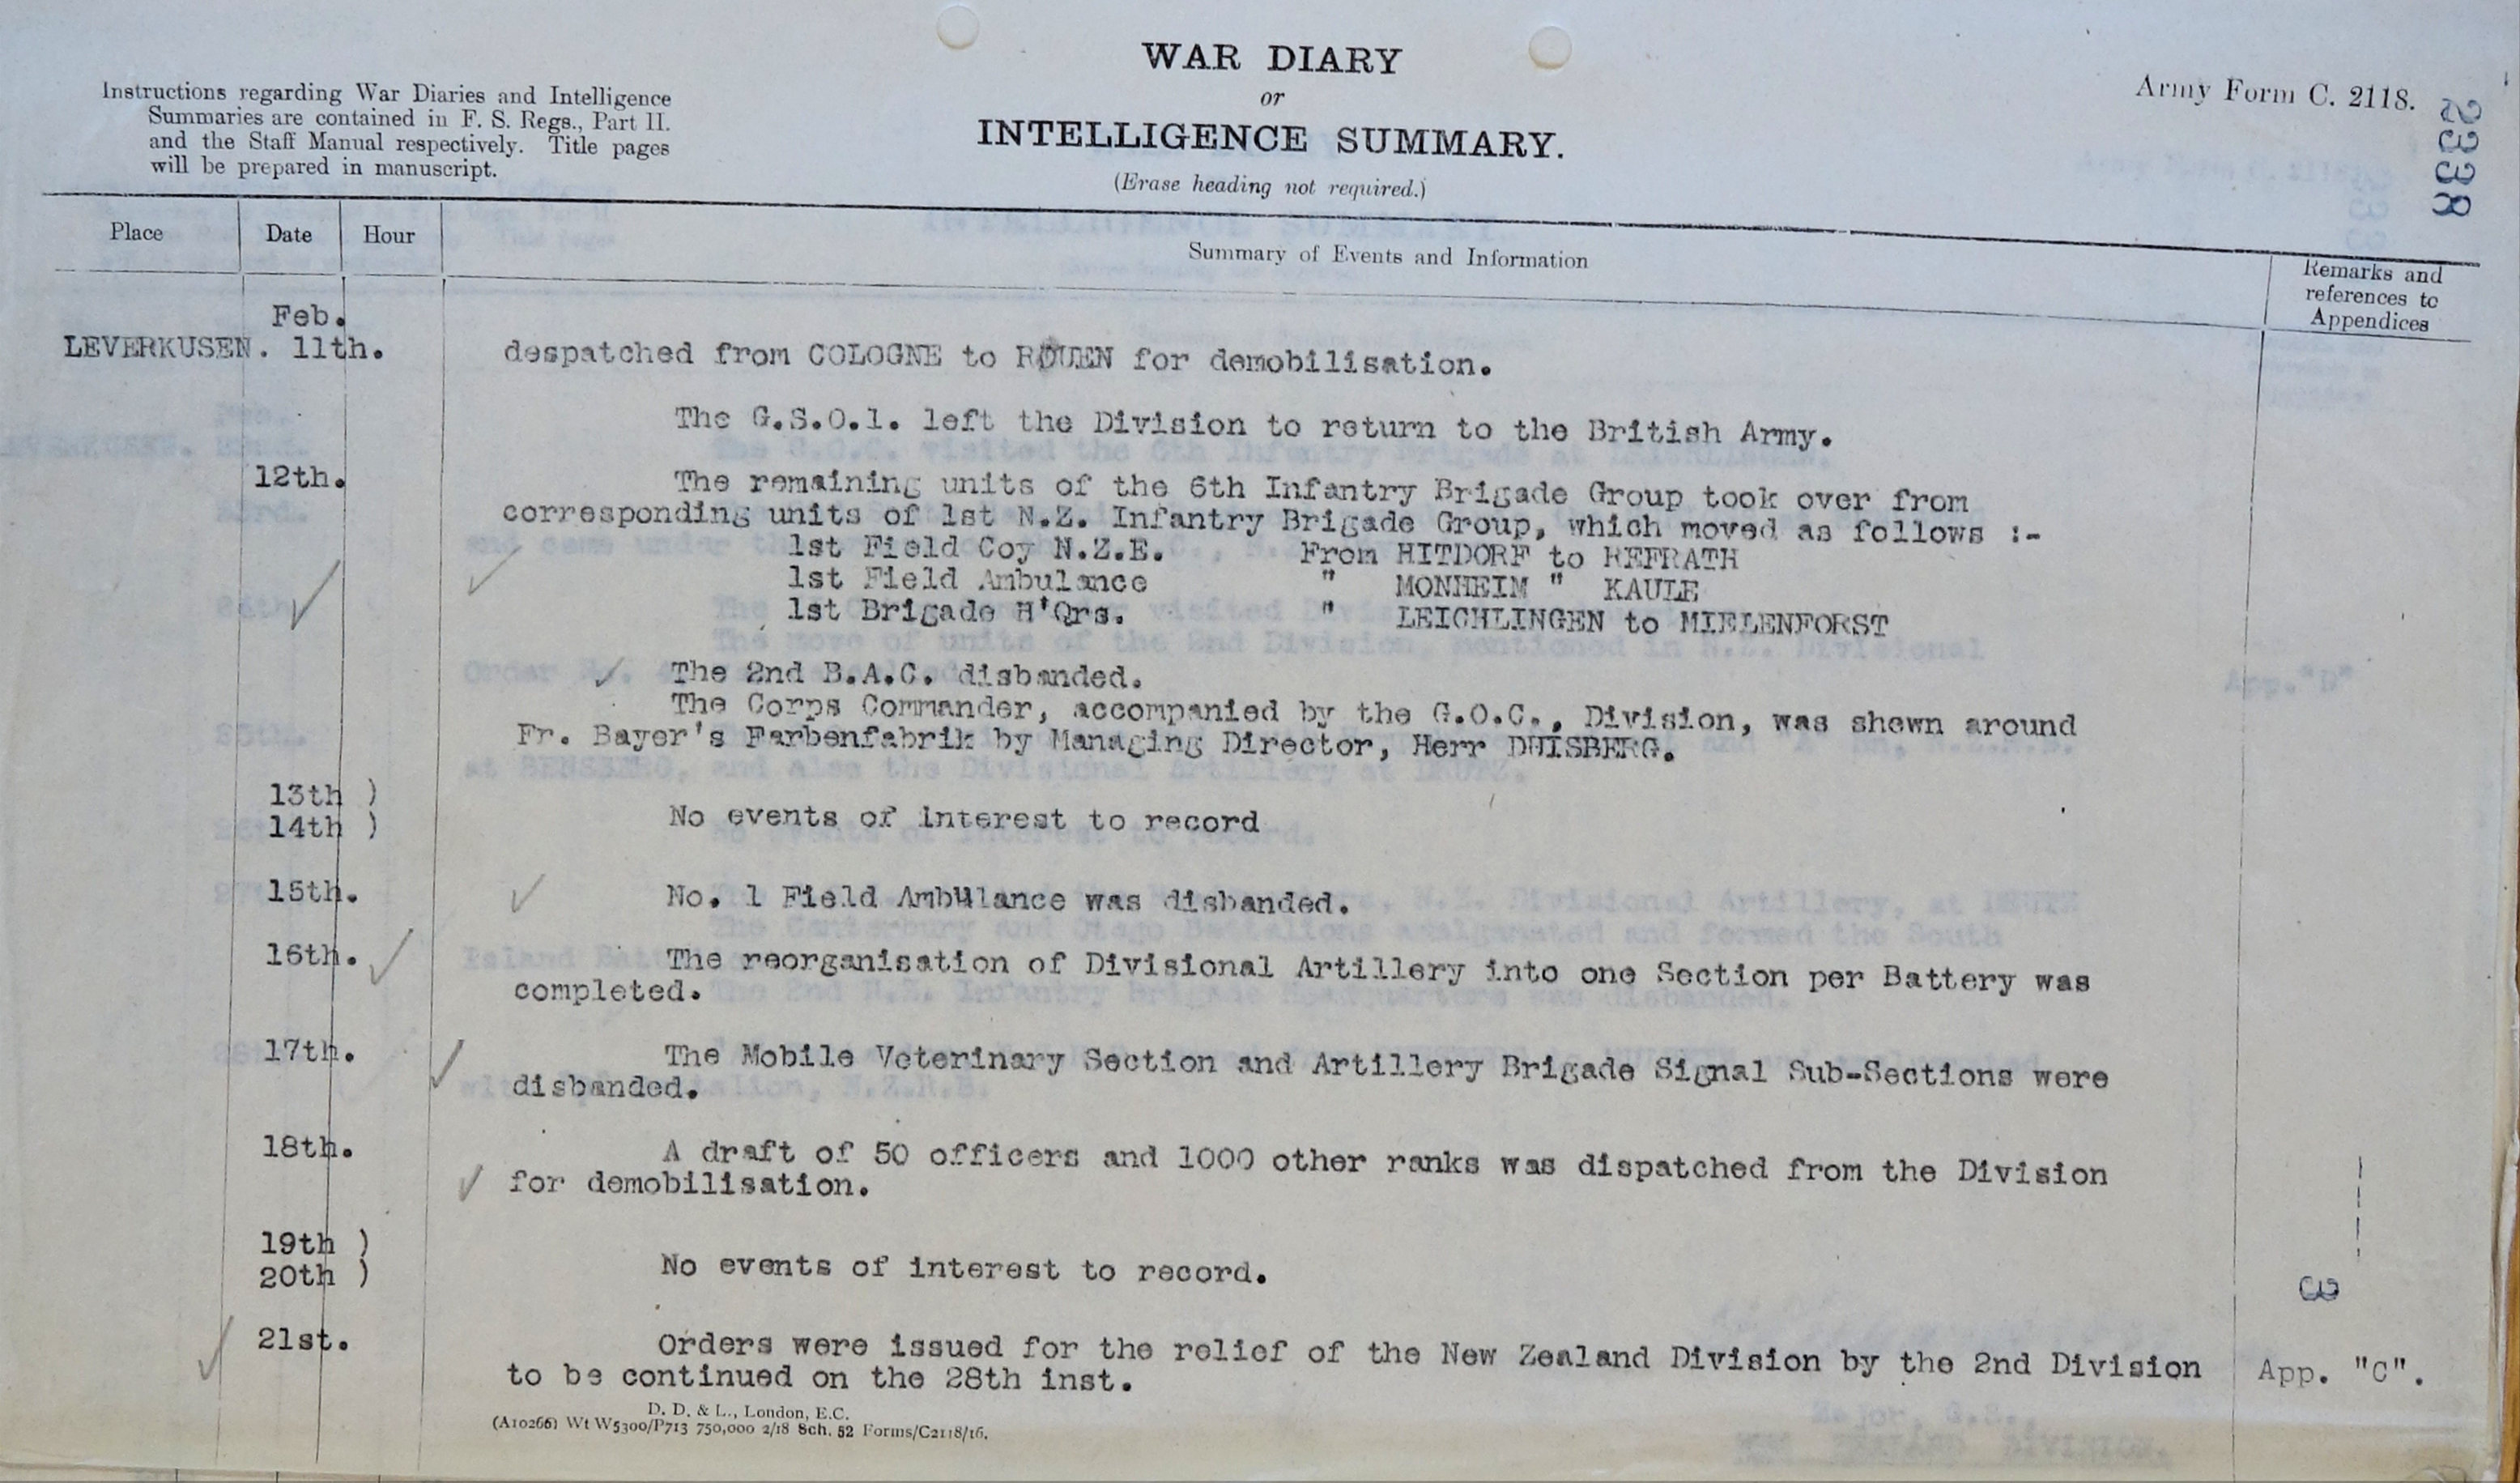 WAR DIARY
or
INTELLIGENCE SUMMARY.
(Erase heading not required.)
Instructions regarding War Diaries and Intelligence
Summaries are contained in F. S. Regs., Part II.
and the Staff Manual respectively. Title pages
will be prepared in manuscript.
Army Form C. 2118.
2338
Place Date Hour Summary of Events and Information Remarks and
references to
Appendices
Feb.
LEVERKUSEN. 11th. despatched from COLOGNE to ROUEN for demobilisation.
The G.S.O.1. left the Division to return to the British Army.
12th. The remaining units of the 6th Infantry Brigade Group took over from
corresponding units of 1st N.Z. Infantry Brigade Group, which moved as follows :-
1st Field Coy N.Z.E. From HITDORF to REFRATH
1st Field Ambulance " MONHEIM " KAULE
1st Brigade H'Qrs. " LEICHLINGEN to MIELENFORST
The 2nd B.A.C. disbanded.
The Corps Commander, accompanied by the G.O.C., Division, was shewn around
Fr. Bayer's Farbenfabrik by Managing Director, Herr DUISBERG.
13th )
14th ) No events of interest to record
15th. No. 1 Field Ambulance was disbanded.
16th. The reorganisation of Divisional Artillery into one Section per Battery was
completed.
17th. The Mobile Veterinary Section and Artillery Brigade Signal Sub-Sections were
disbanded.
18th. A draft of 50 officers and 1000 other ranks was dispatched from the Division
for demobilisation.
19th )
20th ) No events of interest to record.
3
21st. Orders were issued for the relief of the New Zealand Division by the 2nd Division App. "C".
to be continued on the 28th inst.
D. D. & L., London, E.C.
(A10266) Wt W5300/P713 750,000 2/18 Sch. 52 Forms/C2118/16.